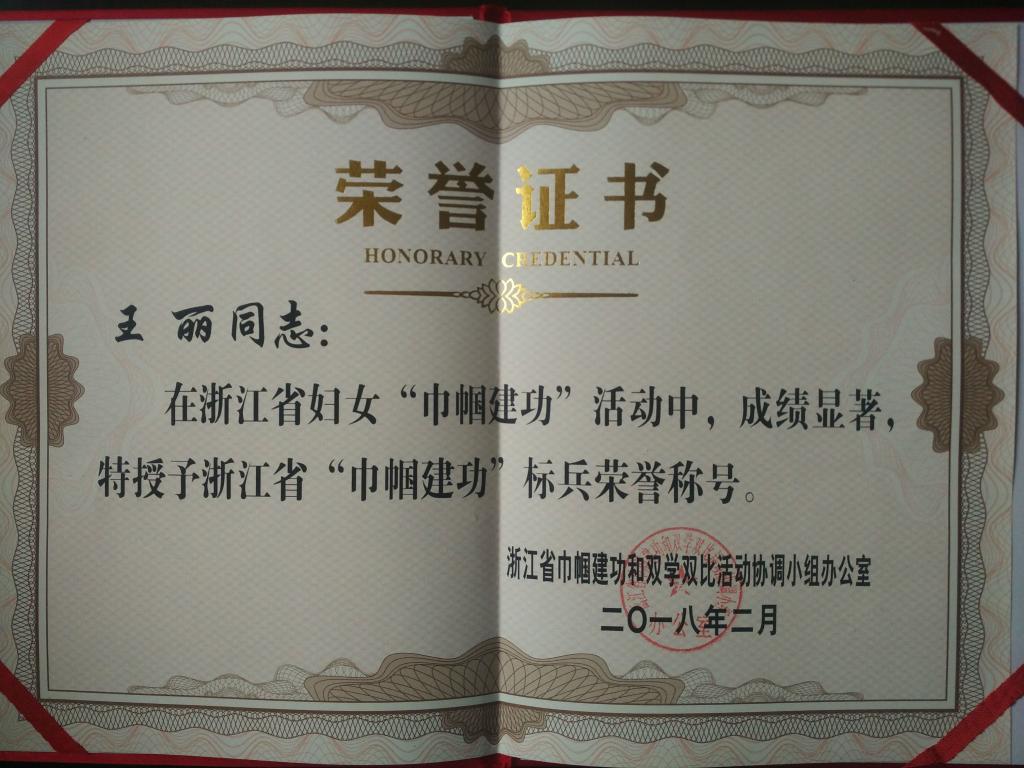 荣誉证书
HONORARY CREDENTIAL
王 丽同志：
在浙江省妇女“巾帼建功”活动中，成绩显著，
特授予浙江省“巾帼建功”标兵荣誉称号。
浙江省巾帼建功和双学双比活动协调小组办公室
二〇一八年二月
办公室